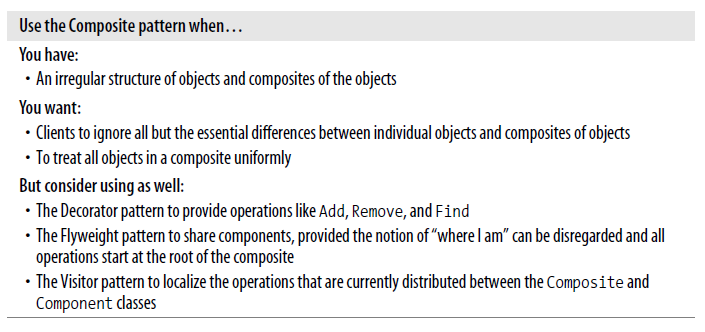 Use the Composite pattern when…
You have:
• An irregular structure of objects and composites of the objects
You want:
• Clients to ignore all but the essential differences between individual objects and composites of objects
• To treat all objects in a composite uniformly
But consider using as well:
• The Decorator pattern to provide operations like Add, Remove, and Find
• The Flyweight pattern to share components, provided the notion of “where I am” can be disregarded and all
operations start at the root of the composite
• The Visitor pattern to localize the operations that are currently distributed between the Composite and
Component classes